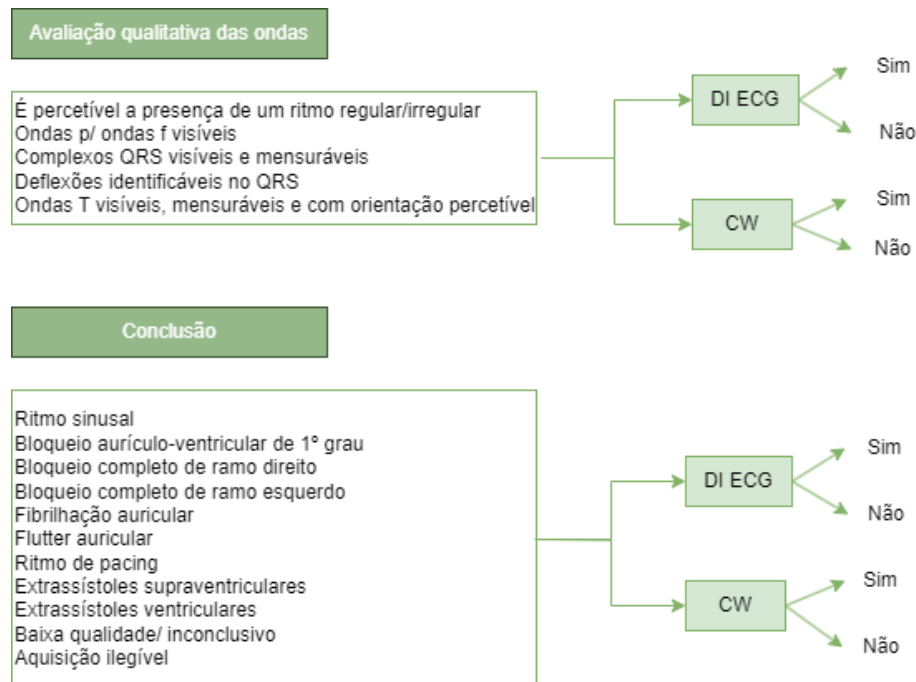 Avaliação qualitativa das ondas
É percetível a presença de um ritmo regular/irregular
Ondas p/ ondas f visíveis
Complexos QRS visíveis e mensuráveis
Deflexões identificáveis no QRS
Ondas T visíveis, mensuráveis e com orientação percetível
DI ECG
Sim
Não
CW
Sim
Não
Conclusão
Ritmo sinusal
Bloqueio aurículo-ventricular de 1º grau
Bloqueio completo de ramo direito
Bloqueio completo de ramo esquerdo
Fibrilhação auricular
Flutter auricular
Ritmo de pacing
Extrassístoles supraventriculares
Extrassístoles ventriculares
Baixa qualidade/ inconclusivo
Aquisição ilegível
DI ECG
Sim
Não
CW
Sim
Não